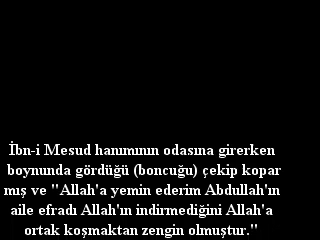 İbn-i Mesud hanımının odasına girerken
boynunda gördüğü (boncuğu) çekip kopar
mış ve "Allah'a yemin ederim Abdullah'ın
aile efradı Allah'ın indirmediğini Allah'a
ortak koşmaktan zengin olmuştur."